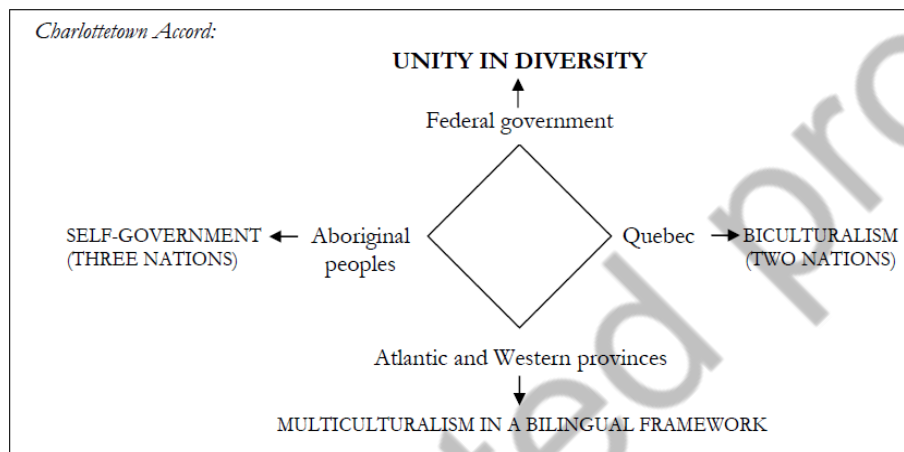 Charlottetown Accord:
UNITY IN DIVERSITY
Federal government
SELF-GOVERNMENT
(THREE NATIONS)
Aboriginal
peoples
Quebec
BICULTURALISM
(TWO NATIONS)
Atlantic and Western provinces
MULTICULTURALISM IN A BILINGUAL FRAMEWORK